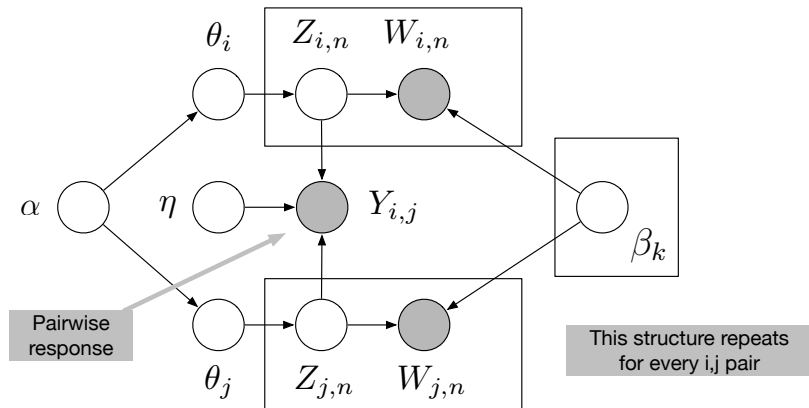 θ_i Z_{i,n} W_{i,n}
α η Y_{i,j}
β_k
Pairwise
response
This structure repeats
for every i,j pair
θ_j Z_{j,n} W_{j,n}